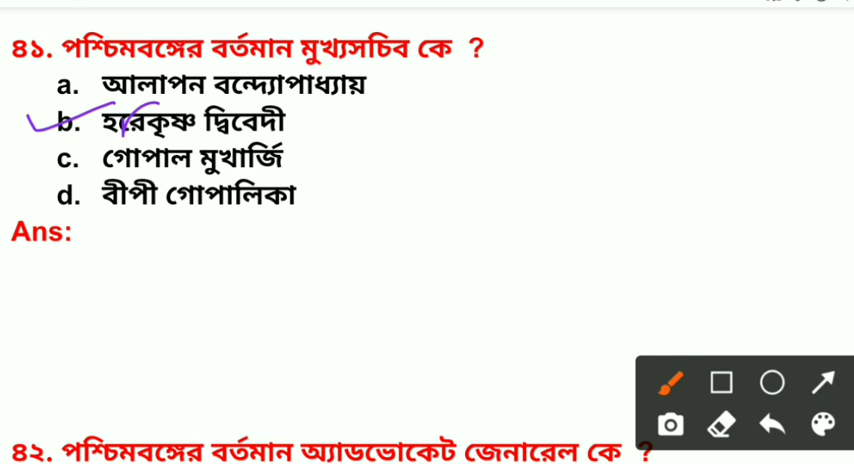 ৪১. পশ্চিমবঙ্গের বর্তমান মুখ্যসচিব কে ?
a. আলাপন বন্দ্যোপাধ্যায়
b. হরেকৃষ্ণ দ্বিবেদী
c. গোপাল মুখার্জি
d. বীপী গোপালিকা
Ans:
৪২. পশ্চিমবঙ্গের বর্তমান অ্যাডভোকেট জেনারেল কে ?